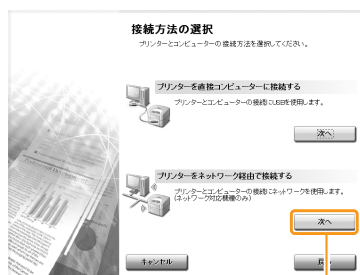 接続方法の選択
プリンターとコンピューターの接続方法を選択してください。
プリンターを直接コンピューターに接続する
プリンターとコンピューターの接続にUSBを使用します。
次へ
プリンターをネットワーク経由で接続する
プリンターとコンピューターの接続にネットワークを使用します。
(ネットワーク対応機種のみ)
次へ
キャンセル